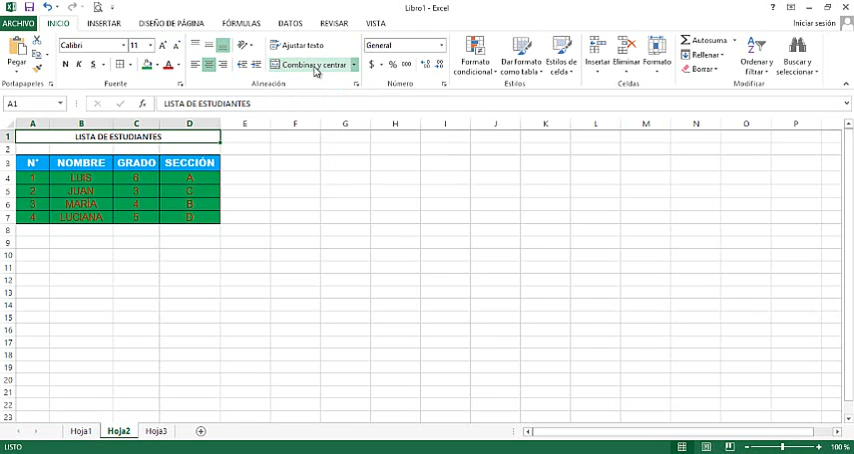 Libro1 - Excel
ARCHIVO INICIO INSERTAR DISEÑO DE PÁGINA FÓRMULAS DATOS REVISAR VISTA Iniciar sesión
Pegar
Calibri 11
N K S
Ajustar texto
Combinar y centrar
General
$ % 000
Formato condicional
Dar formato como tabla
Estilos de celda
Insertar Eliminar Formato
Autosuma
Rellenar
Borrar
Ordenar y filtrar
Buscar y seleccionar
Portapapeles Fuente Alineación Número Estilos Celdas Modificar
A1 fx LISTA DE ESTUDIANTES
A B C D E F G H I J K L M N O P
1 LISTA DE ESTUDIANTES
2
3 N° NOMBRE GRADO SECCIÓN
4 1 LUIS 6 A
5 2 JUAN 3 C
6 3 MARÍA 4 B
7 4 LUCIANA 5 D
8
9
10
11
12
13
14
15
16
17
18
19
20
21
22
23
Hoja1 Hoja2 Hoja3
LISTO 100 %